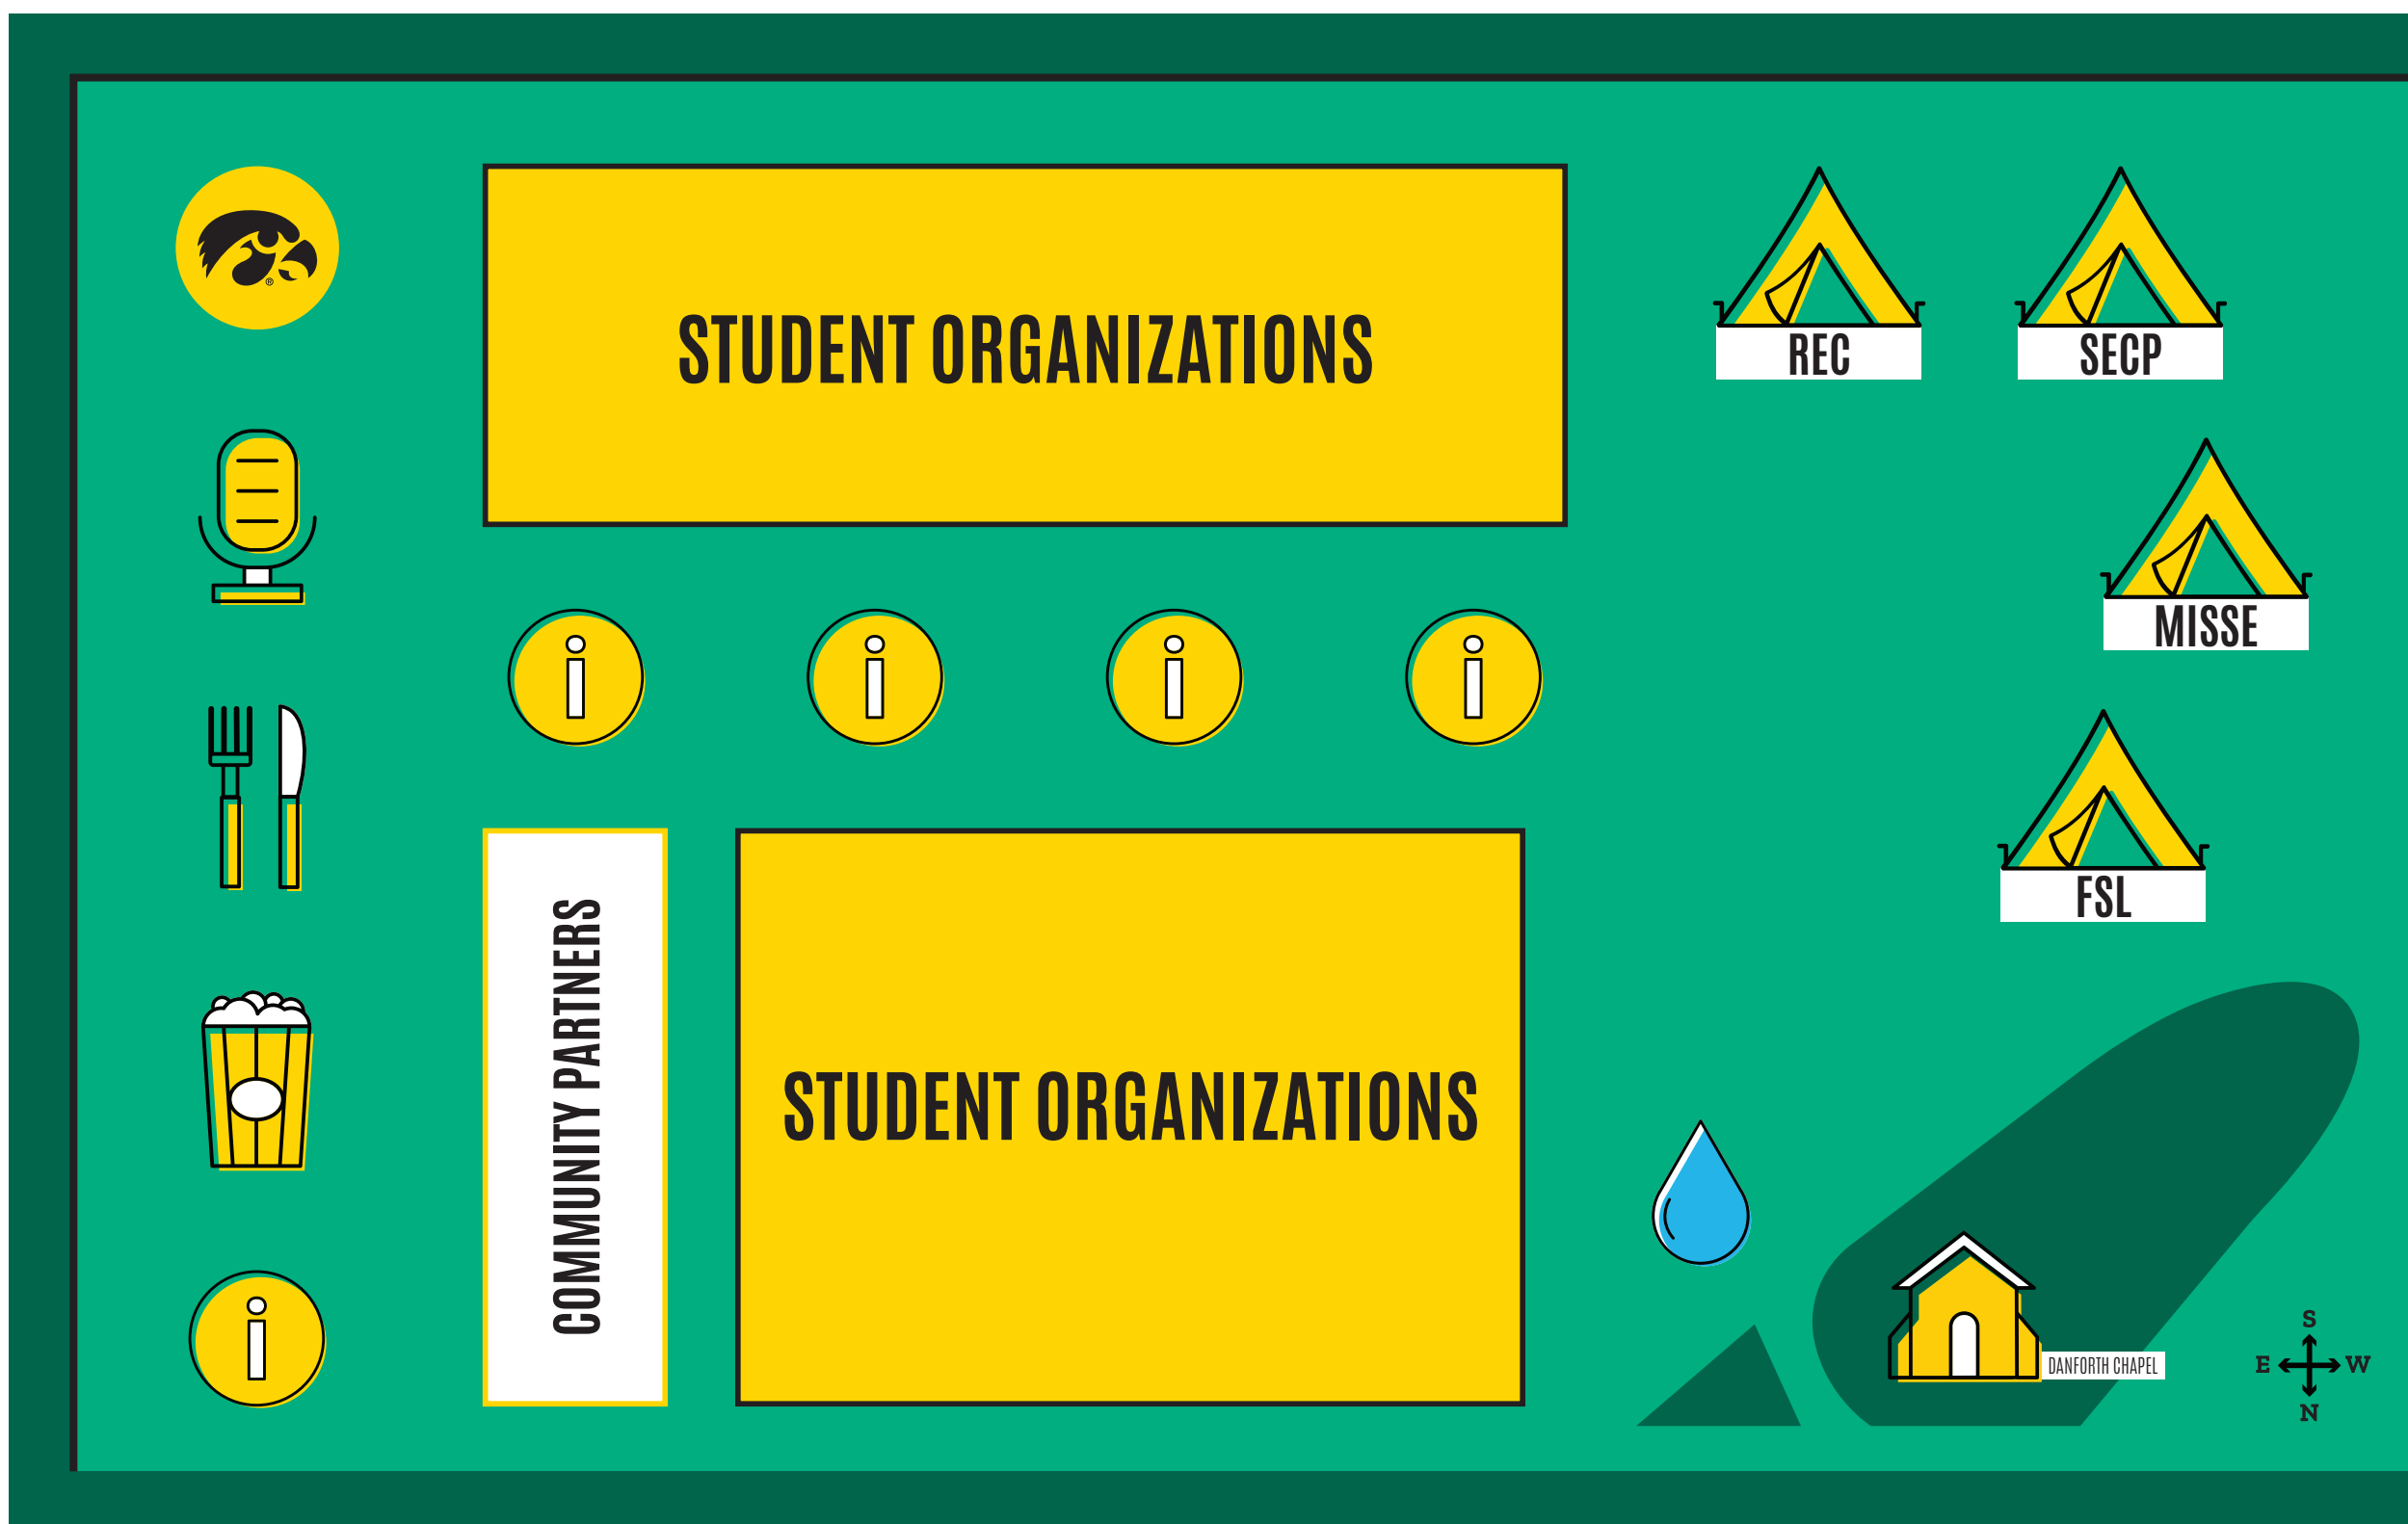 STUDENT ORGANIZATIONS
REC
SECP
MISSE
FSL
COMMUNITY PARTNERS
STUDENT ORGANIZATIONS
DANFORTH CHAPEL
S
E W
N
i
i
i
i
i
®